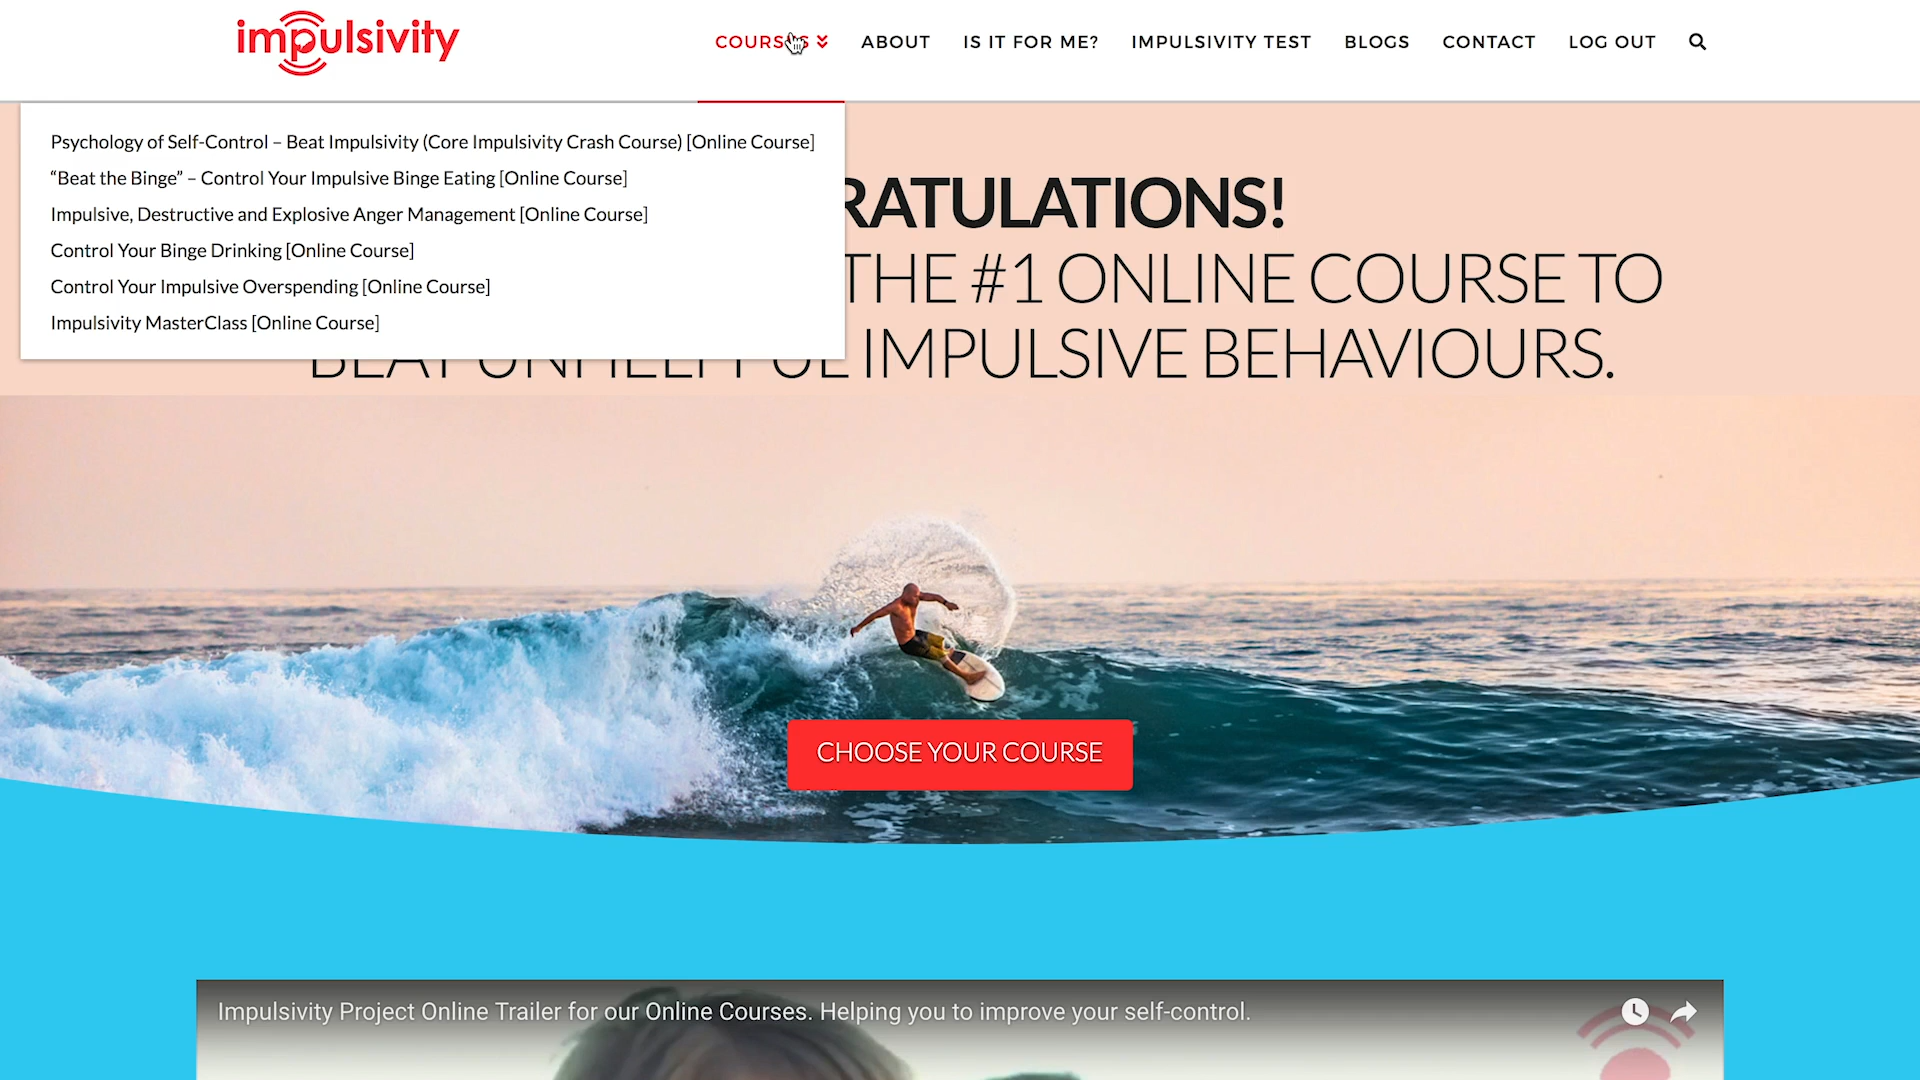 impulsivity
COURSES ABOUT IS IT FOR ME? IMPULSIVITY TEST BLOGS CONTACT LOG OUT
Psychology of Self-Control – Beat Impulsivity (Core Impulsivity Crash Course) [Online Course]
“Beat the Binge” – Control Your Impulsive Binge Eating [Online Course]
Impulsive, Destructive and Explosive Anger Management [Online Course]
Control Your Binge Drinking [Online Course]
Control Your Impulsive Overspending [Online Course]
Impulsivity MasterClass [Online Course]
RATULATIONS!
THE #1 ONLINE COURSE TO
BEAT UNHELPFUL IMPULSIVE BEHAVIOURS.
CHOOSE YOUR COURSE
Impulsivity Project Online Trailer for our Online Courses. Helping you to improve your self-control.